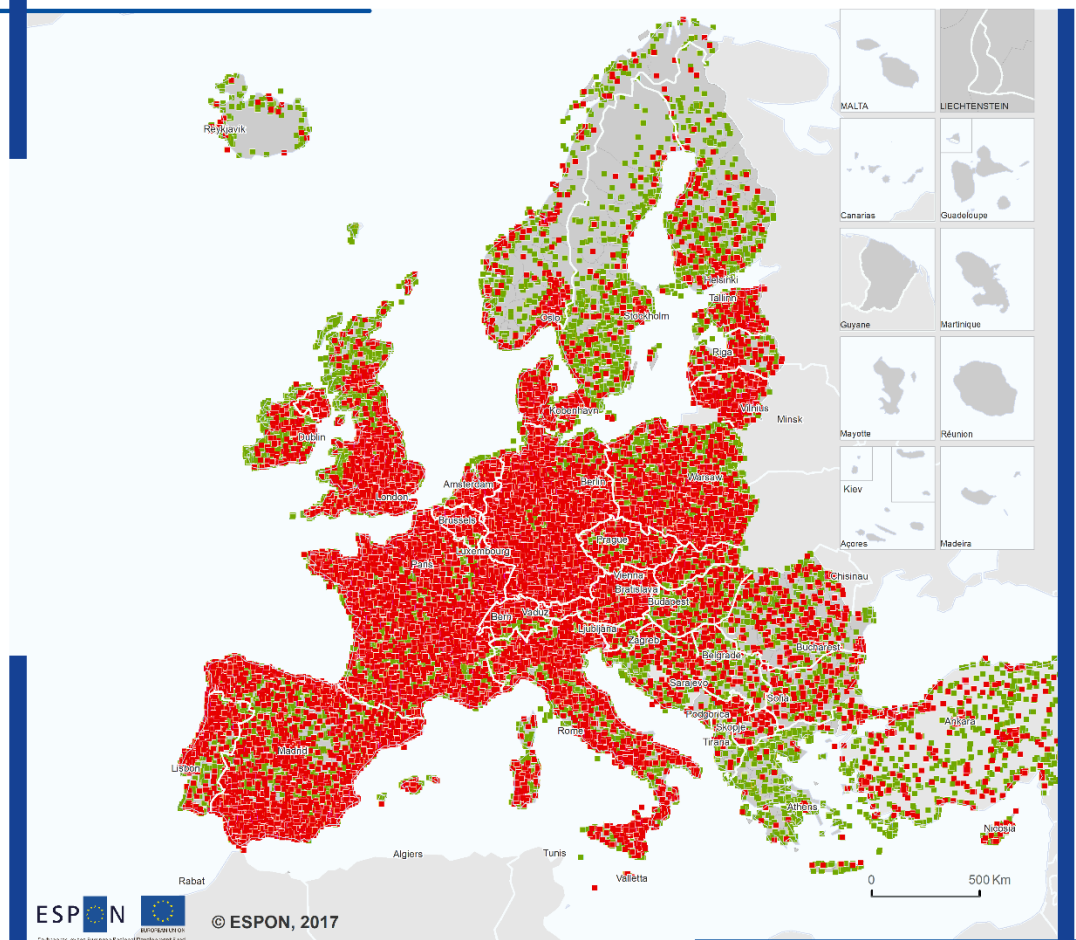 MALTA
LIECHTENSTEIN
Reykjavik
Canarias
Guadeloupe
Helsinki
Tallinn
Oslo
Stockholm
Guyane
Martinique
Riga
København
Vilnius
Minsk
Dublin
Mayotte
Réunion
Amsterdam
Berlin
Warsaw
London
Kiev
Brussels
Açores
Madeira
Prague
Luxembourg
Paris
Vienna
Chisinau
Bratislava
Budapest
Bern
Vaduz
Ljubljana
Zagreb
Bucharest
Belgrade
Sarajevo
Sofia
Podgorica
Skopje
Ankara
Rome
Tirana
Madrid
Lisbon
Athens
Nicosia
Algiers
Tunis
Valletta
Rabat
0 500 Km
ESPON
EUROPEAN UNION
© ESPON, 2017